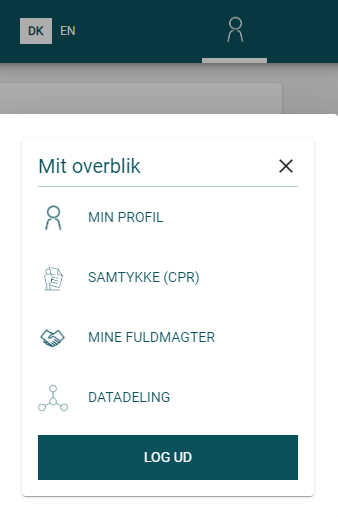 DK EN
Mit overblik
MIN PROFIL
SAMTYKKE (CPR)
MINE FULDMAGTER
DATADELING
LOG UD